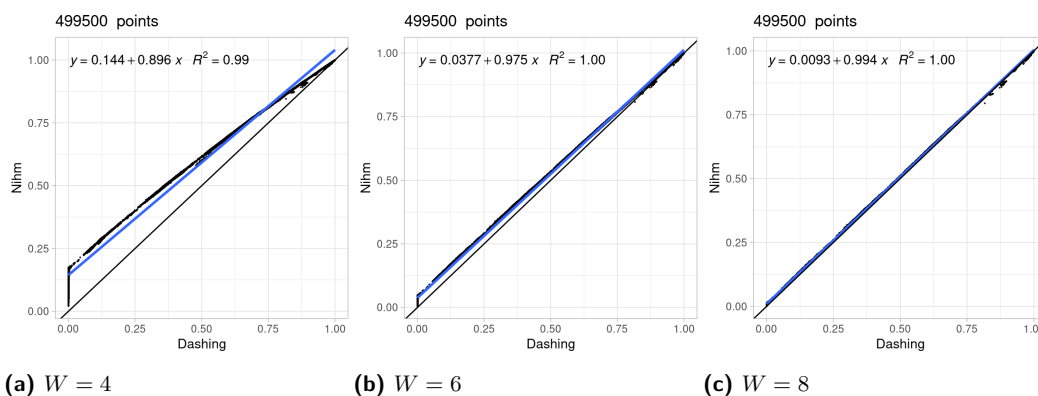 499500 points
y = 0.144 + 0.896 x R² = 0.99
1.00
0.75
0.50
0.25
0.00
Nihm
0.00 0.25 0.50 0.75 1.00
Dashing
(a) W = 4
499500 points
y = 0.0377 + 0.975 x R² = 1.00
1.00
0.75
0.50
0.25
0.00
Nihm
0.00 0.25 0.50 0.75 1.00
Dashing
(b) W = 6
499500 points
y = 0.0093 + 0.994 x R² = 1.00
1.00
0.75
0.50
0.25
0.00
Nihm
0.00 0.25 0.50 0.75 1.0
Dashing
(c) W = 8